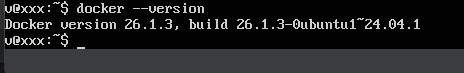 v@xxx:~$ docker --version
Docker version 26.1.3, build 26.1.3-0ubuntu1~24.04.1
v@xxx:~$ _